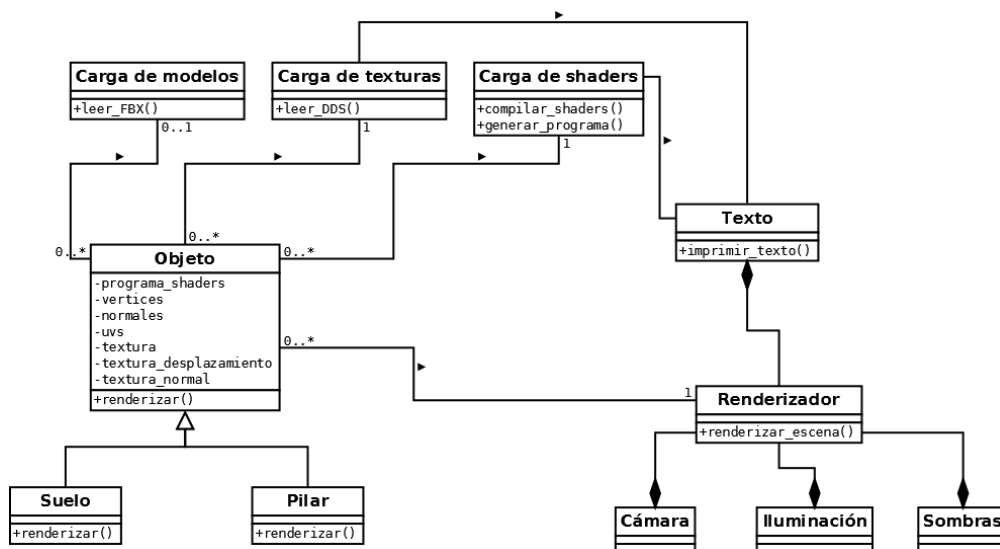 Carga de modelos
+leer_FBX()
0..1
Carga de texturas
+leer_DDS()
1
Carga de shaders
+compilar_shaders()
+generar_programa()
1
Texto
+imprimir_texto()
0..*
0..*
0..*
Objeto
-programa_shaders
-vertices
-normales
-uvs
-textura
-textura_desplazamiento
-textura_normal
+renderizar()
0..*
1
Renderizador
+renderizar_escena()
Suelo
+renderizar()
Pilar
+renderizar()
Cámara
Iluminación
Sombras